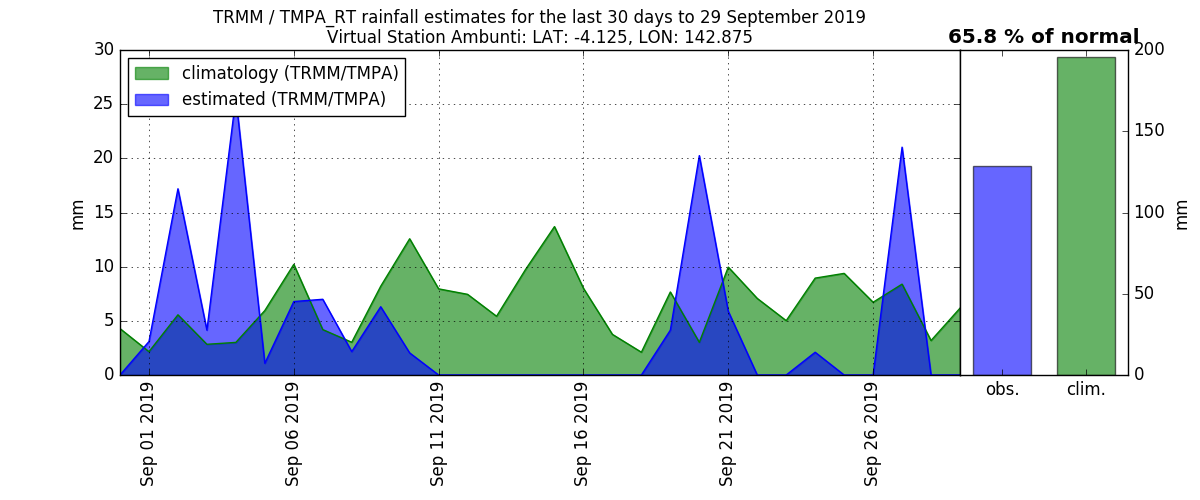 TRMM / TMPA_RT rainfall estimates for the last 30 days to 29 September 2019
Virtual Station Ambunti: LAT: -4.125, LON: 142.875
65.8 % of normal
climatology (TRMM/TMPA)
estimated (TRMM/TMPA)
30
25
20
15
10
5
0
mm
Sep 01 2019
Sep 06 2019
Sep 11 2019
Sep 16 2019
Sep 21 2019
Sep 26 2019
200
150
100
50
0
mm
obs.
clim.